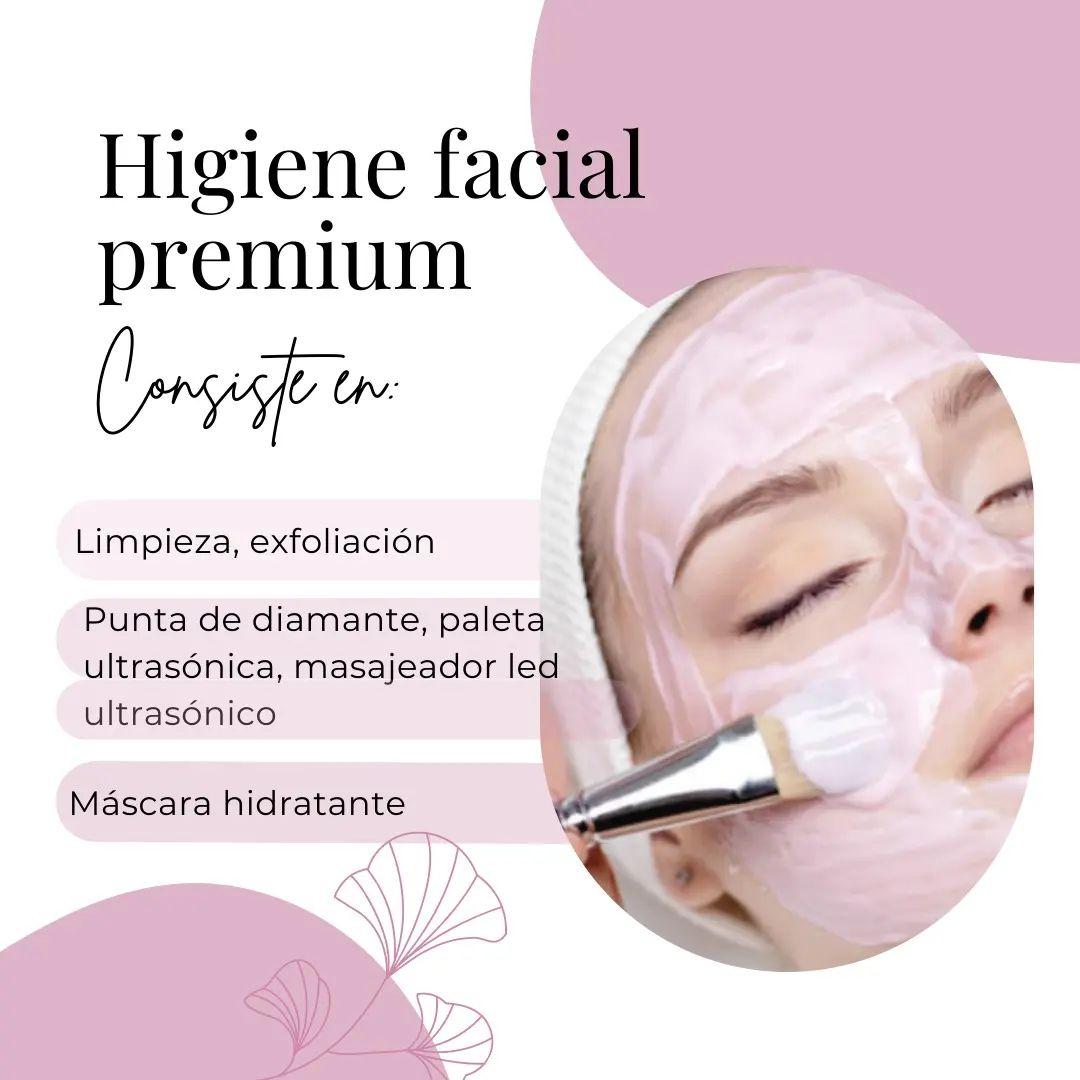 Higiene facial
premium
Consiste en:
Limpieza, exfoliación
Punta de diamante, paleta
ultrasónica, masajeador led
ultrasónico
Máscara hidratante